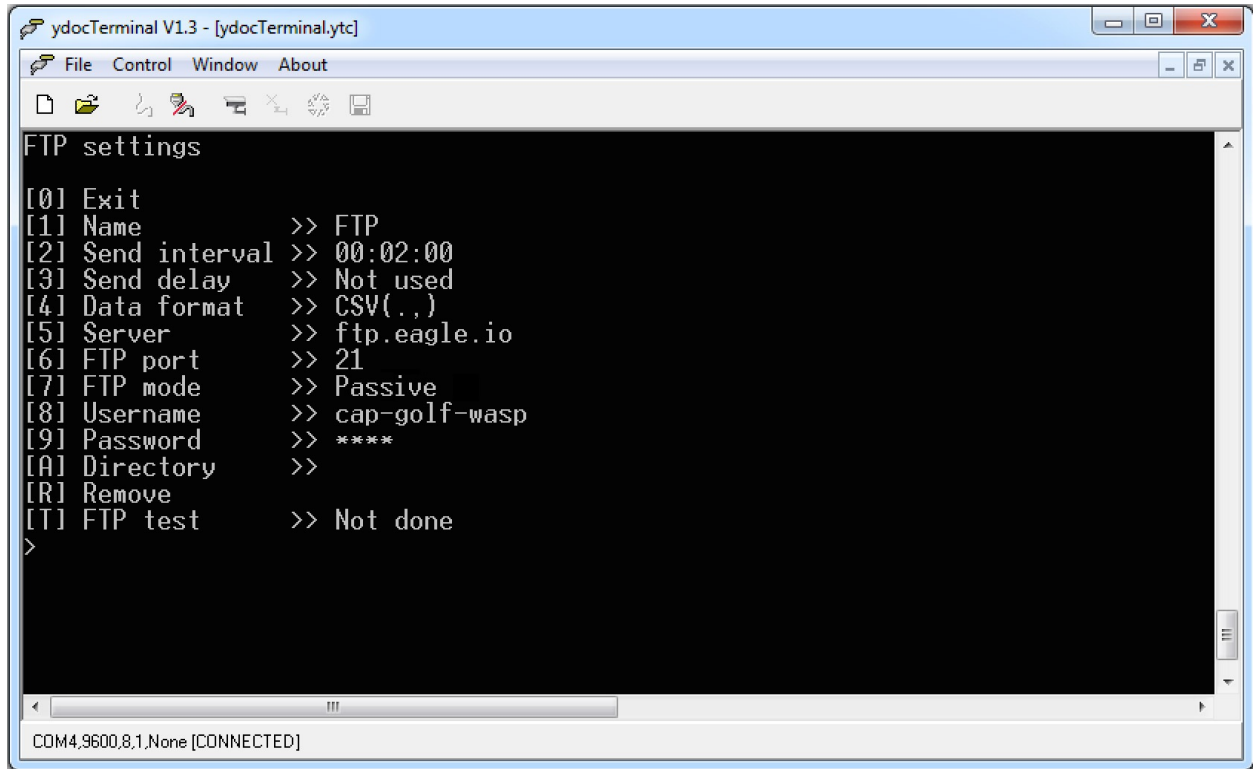 ydocTerminal V1.3 - [ydocTerminal.ytc]
File Control Window About
FTP settings
[0] Exit
[1] Name >> FTP
[2] Send interval >> 00:02:00
[3] Send delay >> Not used
[4] Data format >> CSV(.,)
[5] Server >> ftp.eagle.io
[6] FTP port >> 21
[7] FTP mode >> Passive
[8] Username >> cap-golf-wasp
[9] Password >> ****
[A] Directory >>
[R] Remove
[T] FTP test >> Not done
>
COM4,9600,8,1,None [CONNECTED]